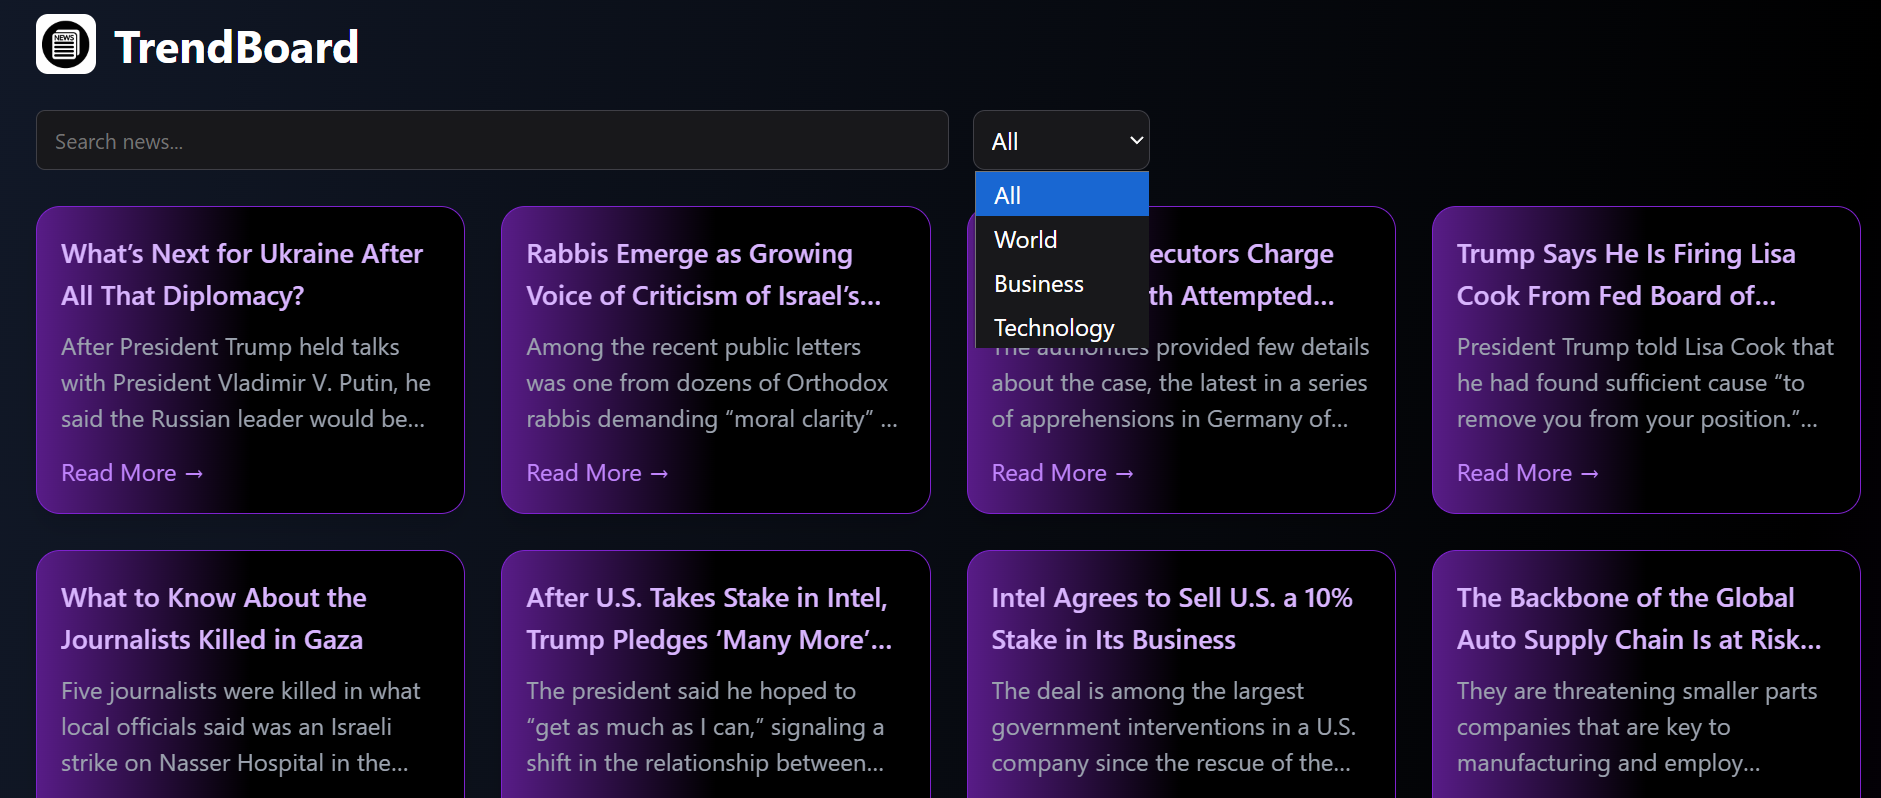 NEWS
TrendBoard
Search news...
All
All
World
Business
Technology
What’s Next for Ukraine After
All That Diplomacy?
After President Trump held talks
with President Vladimir V. Putin, he
said the Russian leader would be...
Read More →
Rabbis Emerge as Growing
Voice of Criticism of Israel’s...
Among the recent public letters
was one from dozens of Orthodox
rabbis demanding “moral clarity” ...
Read More →
Charge
Attempted...
The authorities provided few details
about the case, the latest in a series
of apprehensions in Germany of...
Read More →
Trump Says He Is Firing Lisa
Cook From Fed Board of...
President Trump told Lisa Cook that
he had found sufficient cause “to
remove you from your position.”...
Read More →
What to Know About the
Journalists Killed in Gaza
Five journalists were killed in what
local officials said was an Israeli
strike on Nasser Hospital in the...
After U.S. Takes Stake in Intel,
Trump Pledges ‘Many More’...
The president said he hoped to
“get as much as I can,” signaling a
shift in the relationship between...
Intel Agrees to Sell U.S. a 10%
Stake in Its Business
The deal is among the largest
government interventions in a U.S.
company since the rescue of the...
The Backbone of the Global
Auto Supply Chain Is at Risk...
They are threatening smaller parts
companies that are key to
manufacturing and employ...